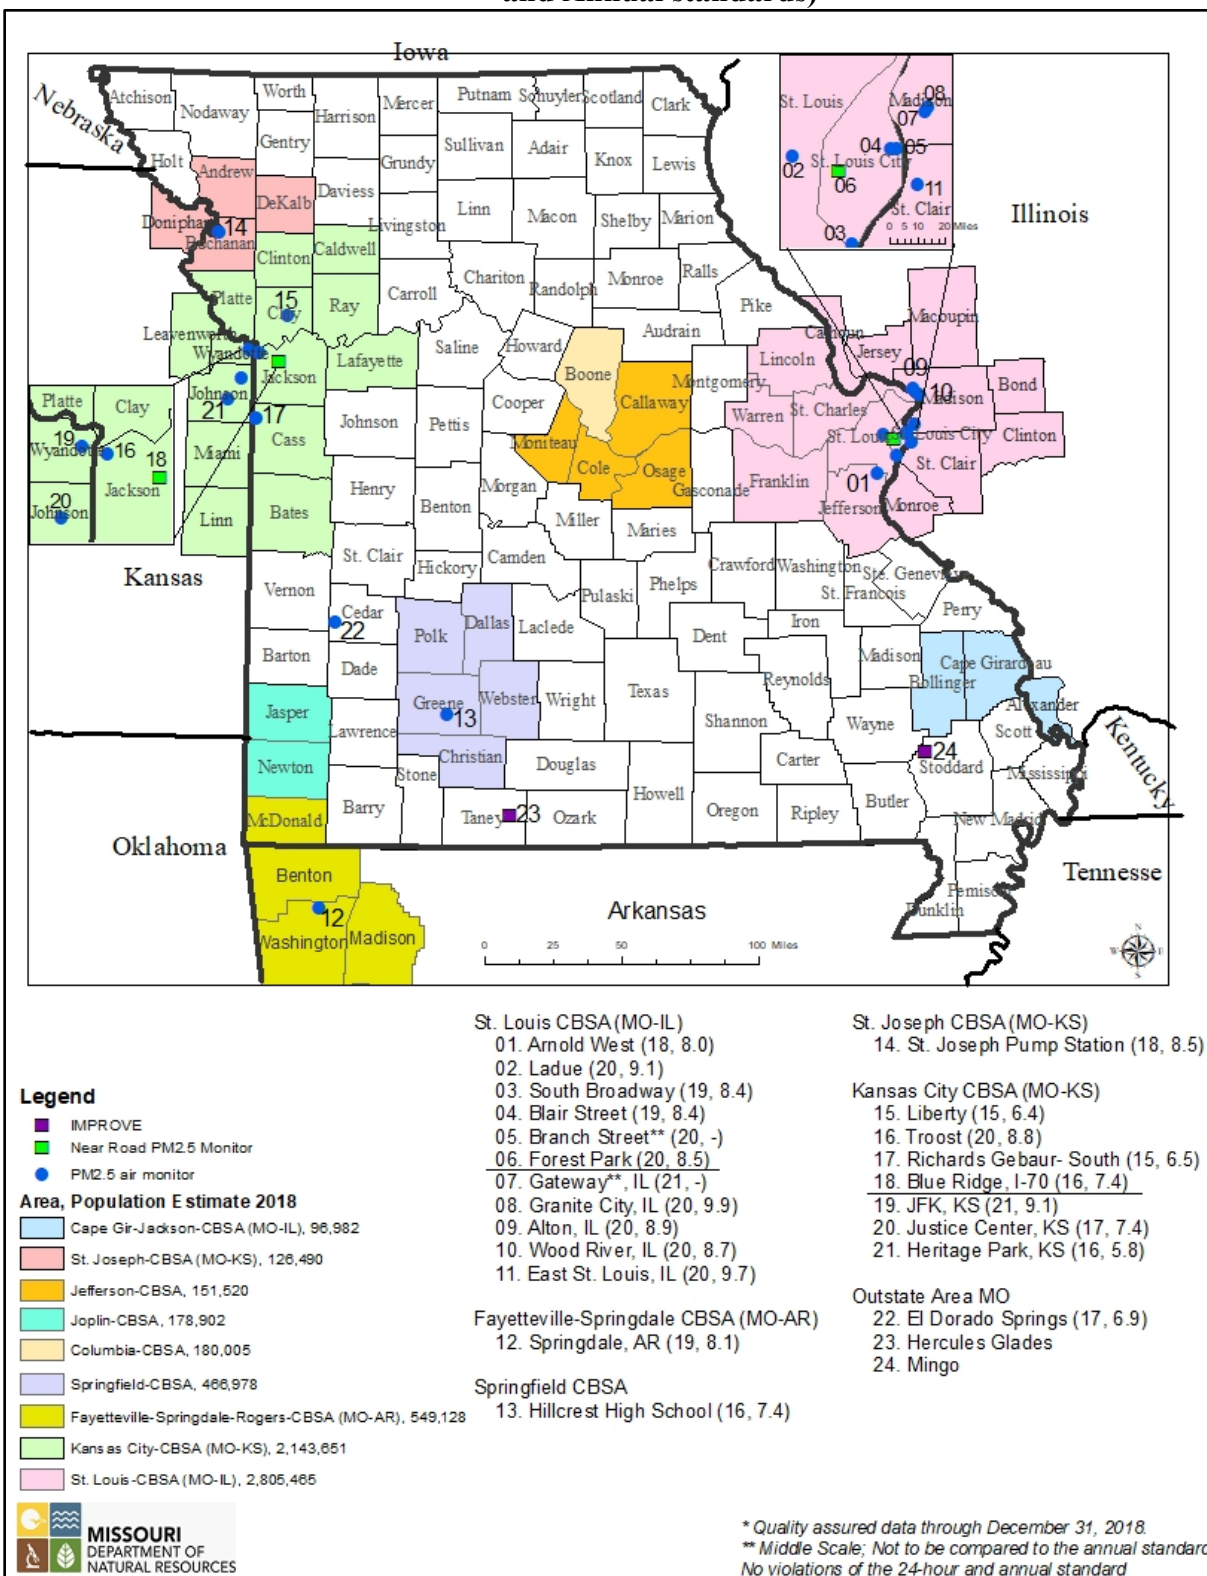 and Annual standards)
Iowa
Nebraska
Illinois
Kansas
Oklahoma
Arkansas
Kentucky
Tennesse
Atchison
Nodaway
Worth
Harrison
Mercer
Putnam
Schuyler
Scotland
Clark
Gentry
Sullivan
Adair
Knox
Lewis
Holt
Andrew
DeKalb
Daviess
Grundy
Linn
Macon
Shelby
Marion
Doniphan
14
Buchanan
Clinton
Caldwell
Livingston
Chariton
Randolph
Monroe
Ralls
Pike
Platte
15
Clay
Ray
Carroll
Audrain
Leavenworth
Wyandotte
Jackson
Lafayette
Saline
Howard
Boone
Callaway
Montgomery
Lincoln
Calhoun
Jersey
Macoupin
Johnson
21
17
Cass
Johnson
Pettis
Cooper
Moniteau
Cole
Osage
Gasconade
Warren
St. Charles
St. Louis
St. Louis City
Franklin
01
Jefferson
Monroe
09
10
Madison
Bond
Clinton
St. Clair
Miami
Linn
Bates
Henry
Benton
Morgan
Miller
Maries
St. Clair
Hickory
Camden
Pulaski
Phelps
Crawford
Washington
St. Francois
Ste. Genevieve
Perry
Vernon
Cedar
22
Polk
Dallas
Laclede
Dent
Iron
Madison
Bollinger
Cape Girardeau
Alexander
Barton
Dade
Greene
13
Webster
Wright
Texas
Shannon
Reynolds
Wayne
Scott
Jasper
Lawrence
Christian
Douglas
Carter
24
Stoddard
Mississippi
Newton
Stone
Howell
Oregon
Ripley
Butler
New Madrid
McDonald
Barry
Taney
23
Ozark
Pemiscot
Dunklin
Benton
12
Washington
Madison
St. Louis
Madison
08
07
04
05
02
St. Louis City
06
11
St. Clair
03
0 5 10 20 Miles
Platte
Clay
19
Wyandotte
16
18
Jackson
20
Johnson
0 25 50 100 Miles
N
W E
S
St. Louis CBSA (MO-IL)
01. Arnold West (18, 8.0)
02. Ladue (20, 9.1)
03. South Broadway (19, 8.4)
04. Blair Street (19, 8.4)
05. Branch Street** (20, -)
06. Forest Park (20, 8.5)
07. Gateway**, IL (21, -)
08. Granite City, IL (20, 9.9)
09. Alton, IL (20, 8.9)
10. Wood River, IL (20, 8.7)
11. East St. Louis, IL (20, 9.7)
Fayetteville-Springdale CBSA (MO-AR)
12. Springdale, AR (19, 8.1)
Springfield CBSA
13. Hillcrest High School (16, 7.4)
St. Joseph CBSA (MO-KS)
14. St. Joseph Pump Station (18, 8.5)
Kansas City CBSA (MO-KS)
15. Liberty (15, 6.4)
16. Troost (20, 8.8)
17. Richards Gebaur- South (15, 6.5)
18. Blue Ridge, I-70 (16, 7.4)
19. JFK, KS (21, 9.1)
20. Justice Center, KS (17, 7.4)
21. Heritage Park, KS (16, 5.8)
Outstate Area MO
22. El Dorado Springs (17, 6.9)
23. Hercules Glades
24. Mingo
Legend
IMPROVE
Near Road PM2.5 Monitor
PM2.5 air monitor
Area, Population Estimate 2018
Cape Gir-Jackson-CBSA (MO-IL), 96,982
St. Joseph-CBSA (MO-KS), 126,490
Jefferson-CBSA, 151,520
Joplin-CBSA, 178,902
Columbia-CBSA, 180,005
Springfield-CBSA, 466,978
Fayetteville-Springdale-Rogers-CBSA (MO-AR), 549,128
Kansas City-CBSA (MO-KS), 2,143,651
St. Louis-CBSA (MO-IL), 2,805,465
MISSOURI
DEPARTMENT OF
NATURAL RESOURCES
* Quality assured data through December 31, 2018.
** Middle Scale; Not to be compared to the annual standard
No violations of the 24-hour and annual standard